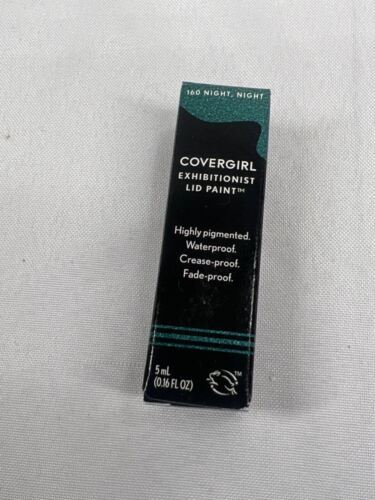 160 NIGHT, NIGHT
COVERGIRL
EXHIBITIONIST
LID PAINT™
Highly pigmented.
Waterproof.
Crease-proof.
Fade-proof.
5 mL
(0.16 FL OZ)
™